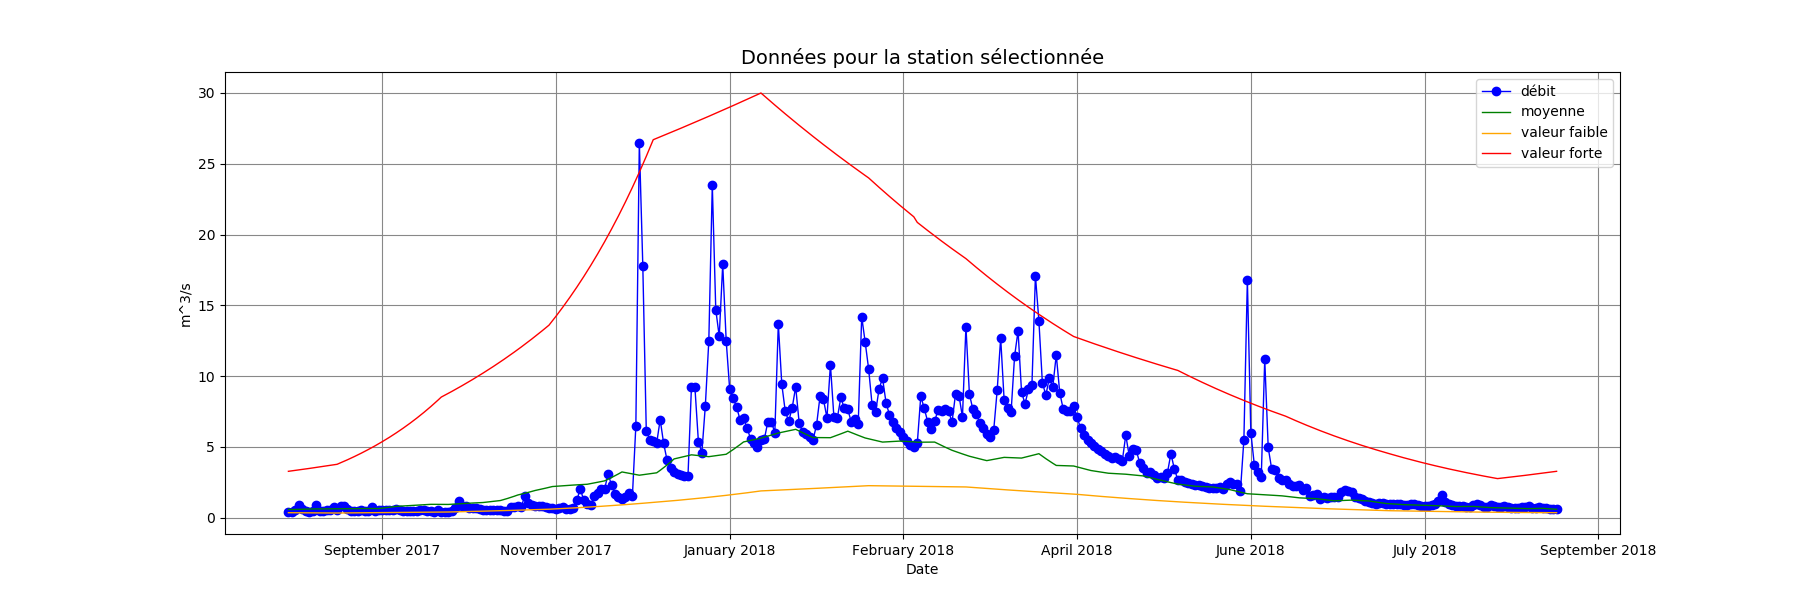 Données pour la station sélectionnée
débit
moyenne
valeur faible
valeur forte
30
25
20
15
10
5
0
m^3/s
September 2017
November 2017
January 2018
February 2018
April 2018
June 2018
July 2018
September 2018
Date